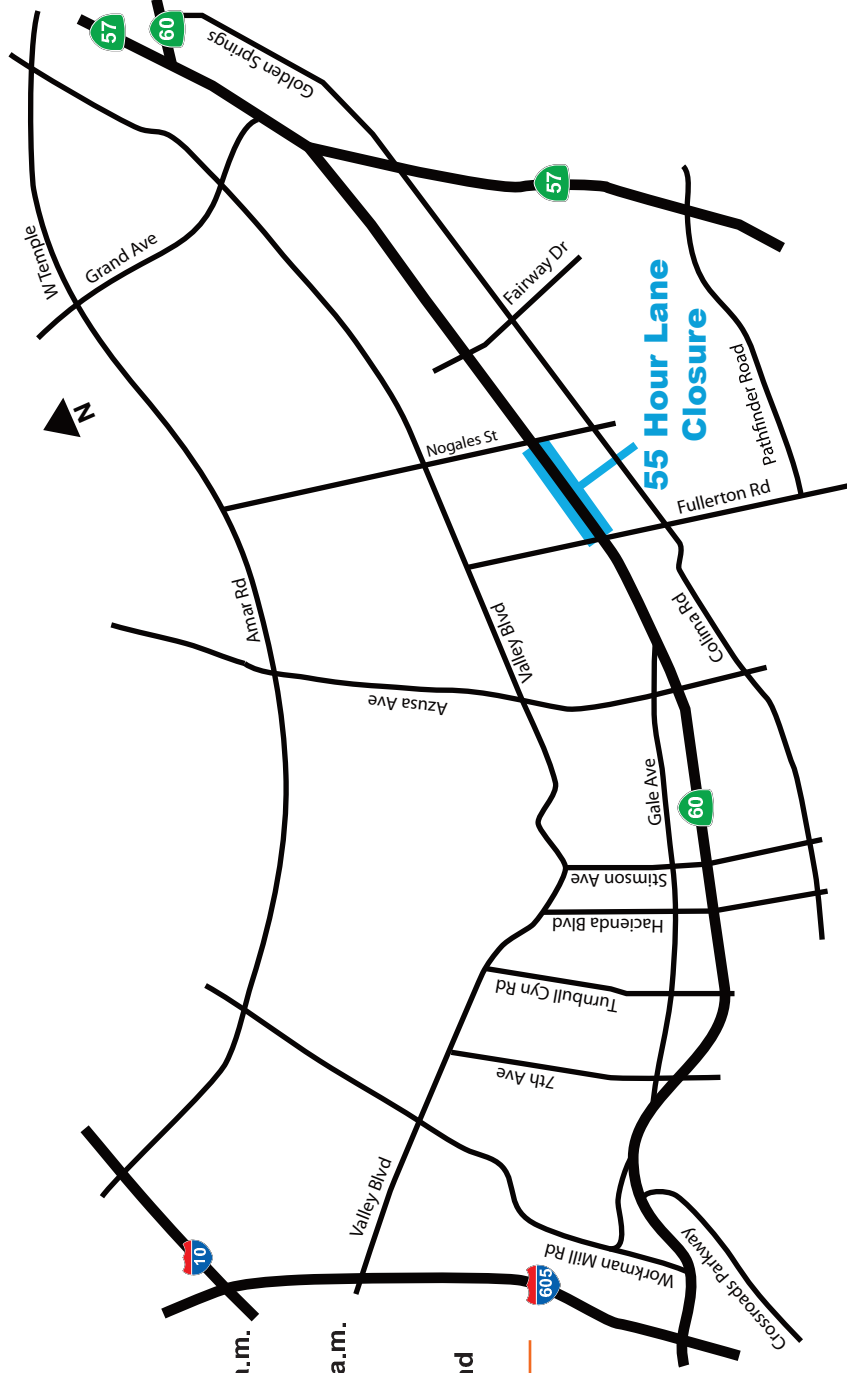 57
60
Golden Springs
W Temple
Grand Ave
57
Fairway Dr
N
55 Hour Lane
Closure
Pathfinder Road
Nogales St
Fullerton Rd
Amar Rd
Valley Blvd
Colima Rd
Azusa Ave
Gale Ave
60
Stimson Ave
Hacienda Blvd
Turnbull Cyn Rd
7th Ave
Valley Blvd
10
Workman Mill Rd
605
Crossroads Parkway
a.m.
a.m.